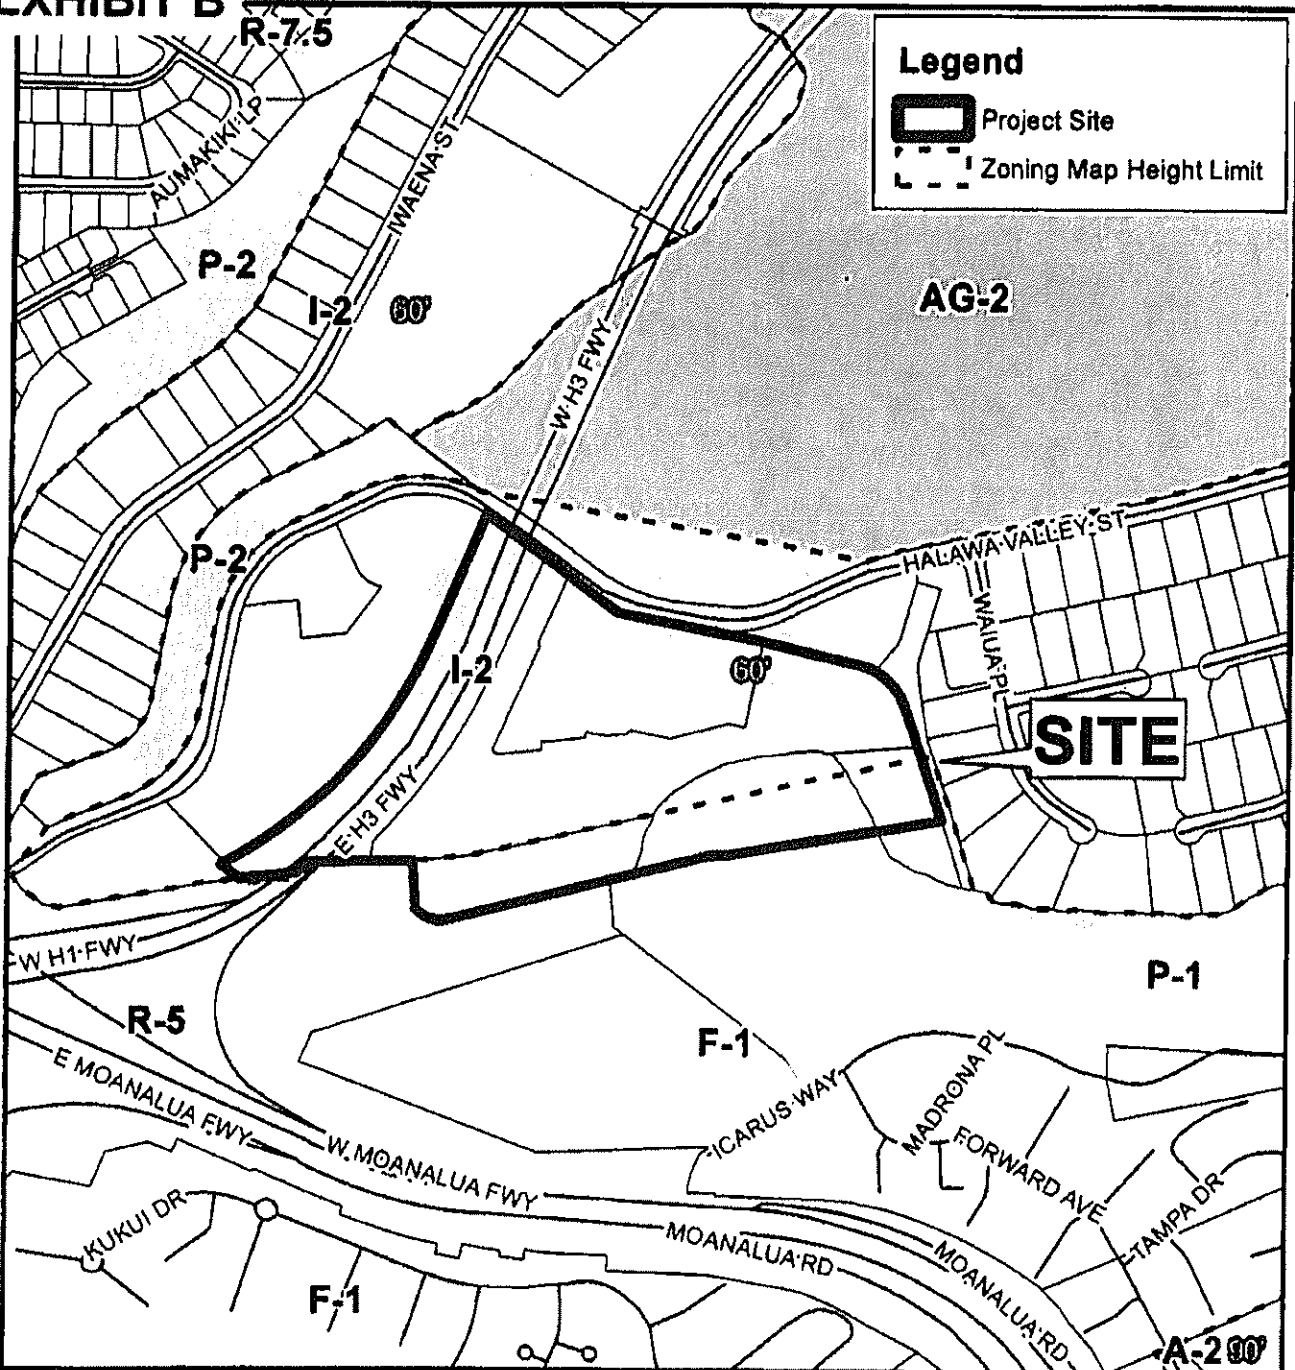 EXHIBIT B
R-7.5
Legend
Project Site
Zoning Map Height Limit
AUMAKIKI LP
IWAENA ST
P-2
I-2 60'
AG-2
W H3 FWY
P-2
HALAWA VALLEY ST
WAIUA PL
I-2
60'
SITE
E H3 FWY
W H1 FWY
P-1
R-5
F-1
E MOANALUA FWY
W MOANALUA FWY
ICARUS WAY
MADRONA PL
FORWARD AVE
TAMPA DR
KUKUI DR
MOANALUA RD
MOANALUA RD
F-1
A-2 90'